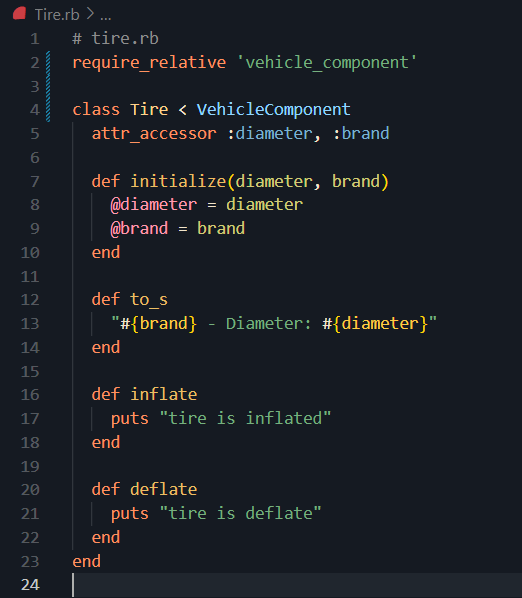 Tire.rb > ...
1 # tire.rb
2 require_relative 'vehicle_component'
3
4 class Tire < VehicleComponent
5   attr_accessor :diameter, :brand
6
7   def initialize(diameter, brand)
8     @diameter = diameter
9     @brand = brand
10   end
11
12   def to_s
13     "#{brand} - Diameter: #{diameter}"
14   end
15
16   def inflate
17     puts "tire is inflated"
18   end
19
20   def deflate
21     puts "tire is deflate"
22   end
23 end
24